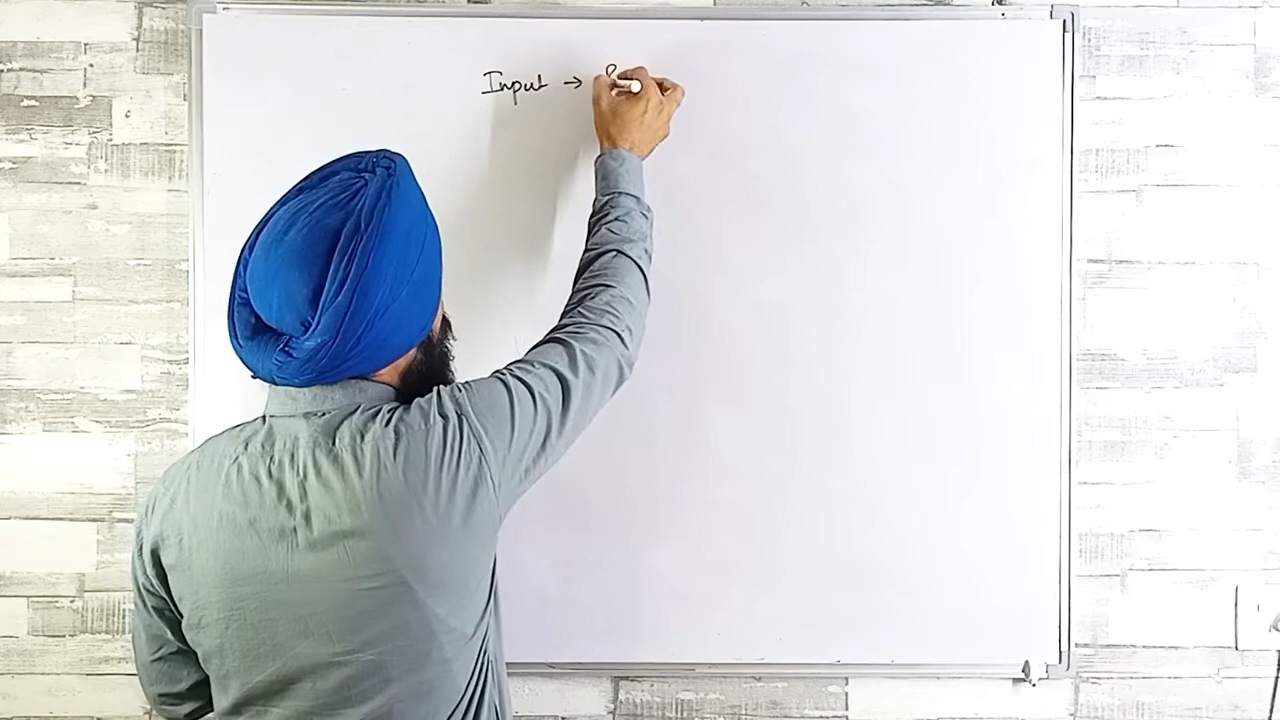 Input →